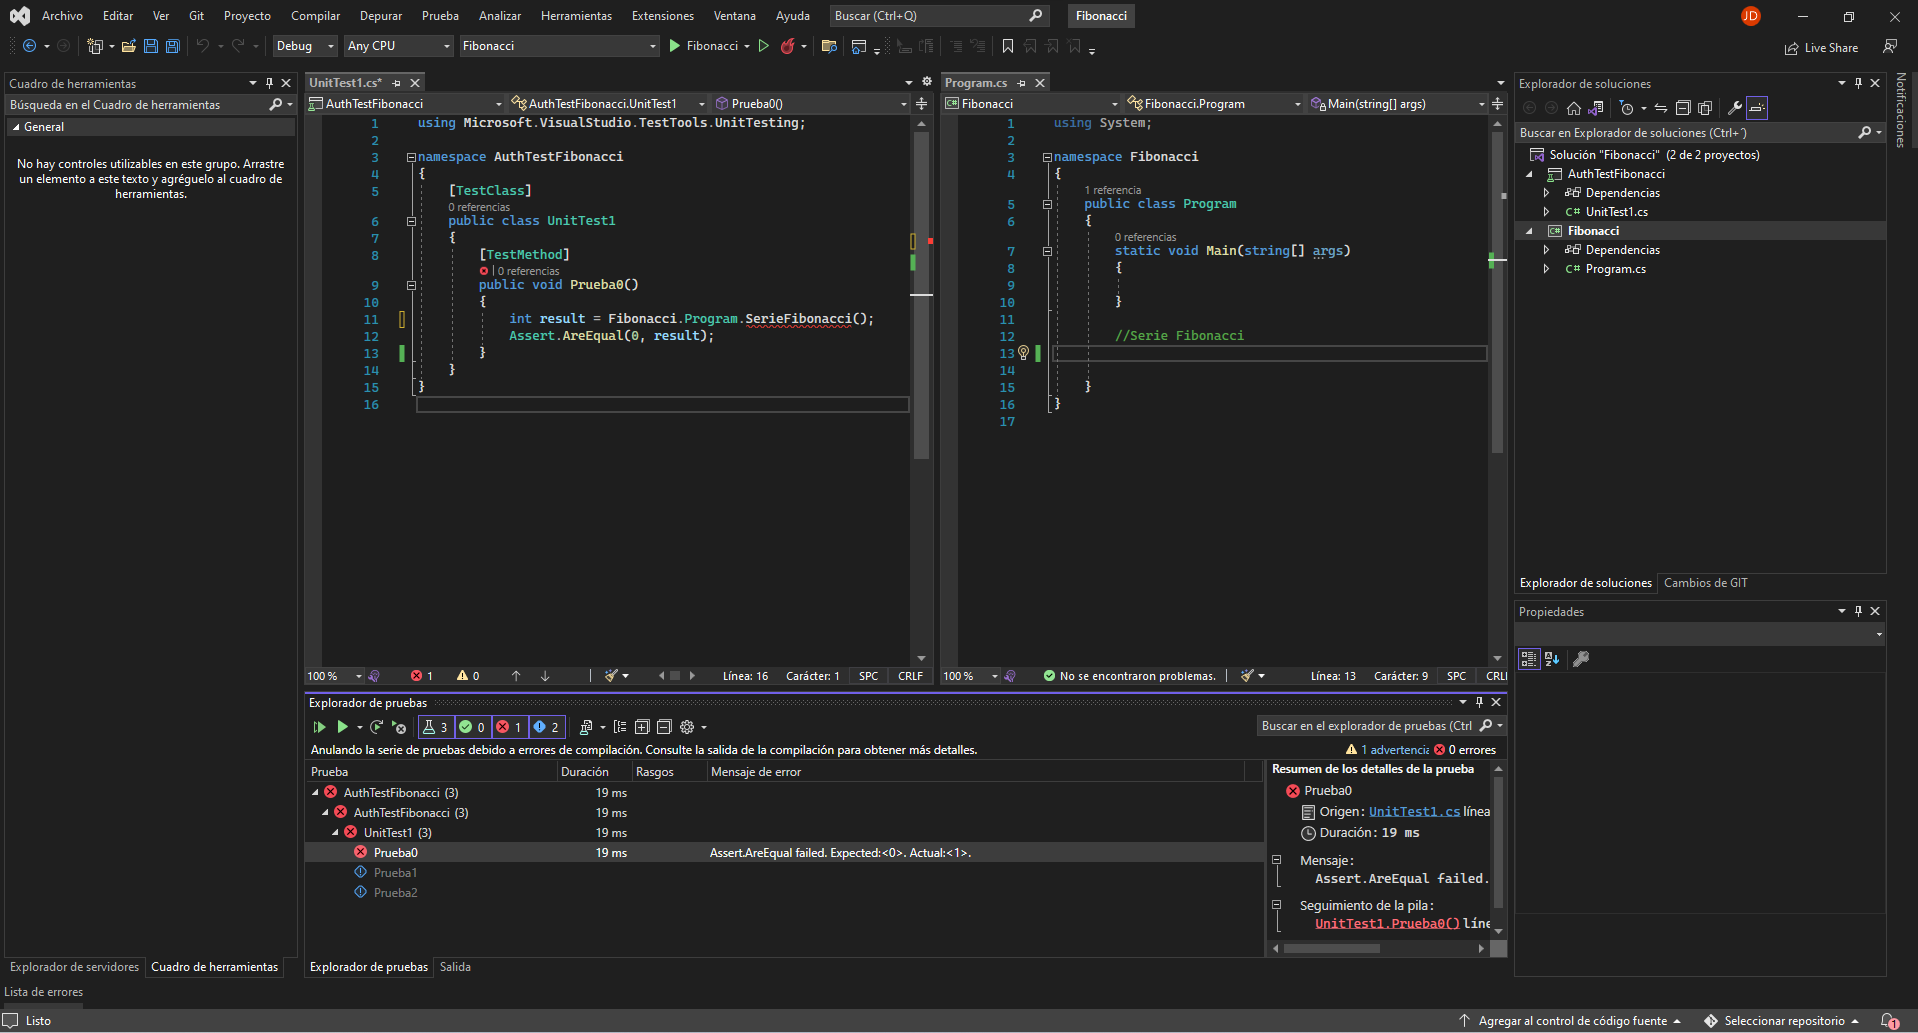 Archivo Editar Ver Git Proyecto Compilar Depurar Prueba Analizar Herramientas Extensiones Ventana Ayuda Buscar (Ctrl+Q) Fibonacci JD
Debug Any CPU Fibonacci Fibonacci Live Share
Cuadro de herramientas
Búsqueda en el Cuadro de herramientas
General
No hay controles utilizables en este grupo. Arrastre
un elemento a este texto y agréguelo al cuadro de
herramientas.
Explorador de servidores Cuadro de herramientas
Lista de errores
UnitTest1.cs*
AuthTestFibonacci AuthTestFibonacci.UnitTest1 Prueba0()
1 using Microsoft.VisualStudio.TestTools.UnitTesting;
2
3 namespace AuthTestFibonacci
4 {
5 [TestClass]
0 referencias
6 public class UnitTest1
7 {
8 [TestMethod]
| 0 referencias
9 public void Prueba0()
10 {
11 int result = Fibonacci.Program.SerieFibonacci();
12 Assert.AreEqual(0, result);
13 }
14 }
15 }
16
100 % 1 0 Línea: 16 Carácter: 1 SPC CRLF
Program.cs
Fibonacci Fibonacci.Program Main(string[] args)
1 using System;
2
3 namespace Fibonacci
4 {
1 referencia
5 public class Program
6 {
0 referencias
7 static void Main(string[] args)
8 {
9
10 }
11
12 //Serie Fibonacci
13
14
15 }
16 }
17
100 % No se encontraron problemas. Línea: 13 Carácter: 9 SPC CRLF
Explorador de pruebas
3 0 1 2 Buscar en el explorador de pruebas (Ctrl
Anulando la serie de pruebas debido a errores de compilación. Consulte la salida de la compilación para obtener más detalles. 1 advertencia 0 errores
Prueba Duración Rasgos Mensaje de error
AuthTestFibonacci (3) 19 ms
AuthTestFibonacci (3) 19 ms
UnitTest1 (3) 19 ms
Prueba0 19 ms Assert.AreEqual failed. Expected:<0>. Actual:<1>.
Prueba1
Prueba2
Resumen de los detalles de la prueba
Prueba0
Origen: UnitTest1.cs línea
Duración: 19 ms
Mensaje:
Assert.AreEqual failed.
Seguimiento de la pila:
UnitTest1.Prueba0() líne
Explorador de pruebas Salida
Explorador de soluciones
Buscar en Explorador de soluciones (Ctrl+´)
Solución "Fibonacci" (2 de 2 proyectos)
AuthTestFibonacci
Dependencias
C# UnitTest1.cs
C# Fibonacci
Dependencias
C# Program.cs
Explorador de soluciones Cambios de GIT
Propiedades
Notificaciones
Listo Agregar al control de código fuente Seleccionar repositorio 1